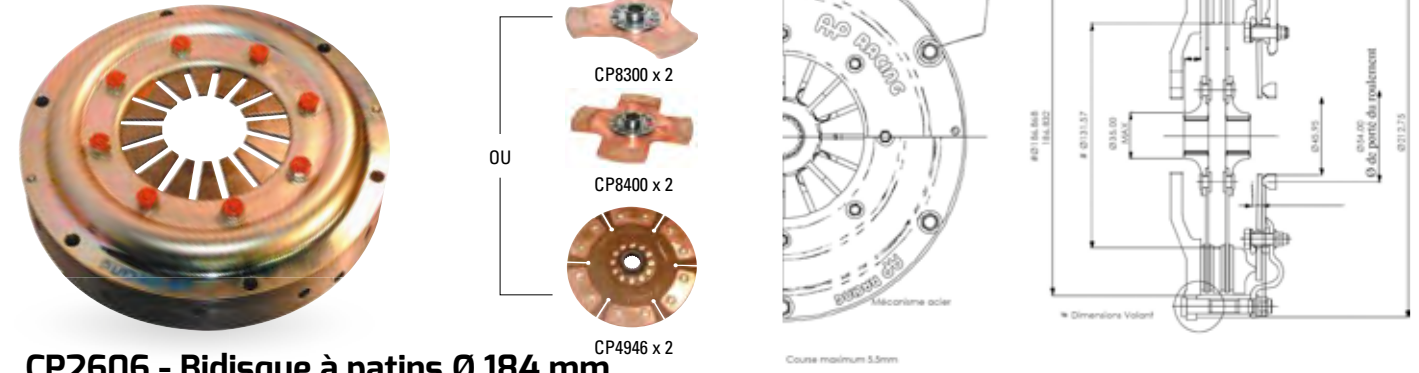 CP8300 x 2
OU
CP8400 x 2
CP4946 x 2
CP2606 - Bidisque à patins Ø 184 mm
AP RACING
AP RACING
Mécanisme acier
Course maximum 5.5mm
#Ø186.868
186.832
# Ø131.57
Ø35.00
MAX
Ø45.95
Ø54.00
Ø de porté du roulement
Ø212.75
Dimensions Volant